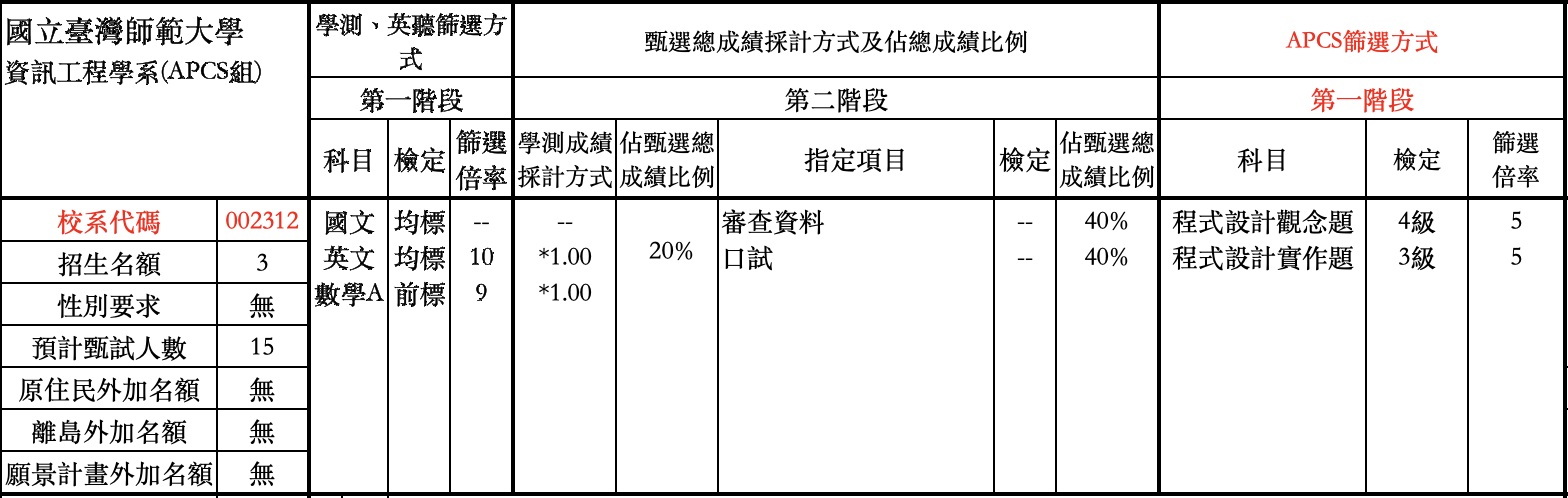 國立臺灣師範大學
資訊工程學系(APCS組)
學測、英聽篩選方
式
甄選總成績採計方式及佔總成績比例
APCS篩選方式
第一階段
第二階段
第一階段
科目
檢定
篩選
倍率
學測成績
採計方式
佔甄選總
成績比例
指定項目
檢定
佔甄選總
成績比例
科目
檢定
篩選
倍率
校系代碼 002312
招生名額 3
性別要求 無
預計甄試人數 15
原住民外加名額 無
離島外加名額 無
願景計畫外加名額 無
國文 均標 -- --
英文 均標 10 *1.00
數學A 前標 9 *1.00
20%
審查資料 -- 40%
口試 -- 40%
程式設計觀念題 4級 5
程式設計實作題 3級 5